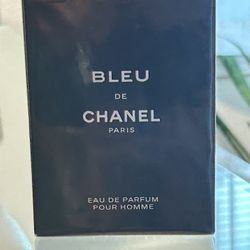 BLEU
DE
CHANEL
PARIS
EAU DE PARFUM
POUR HOMME